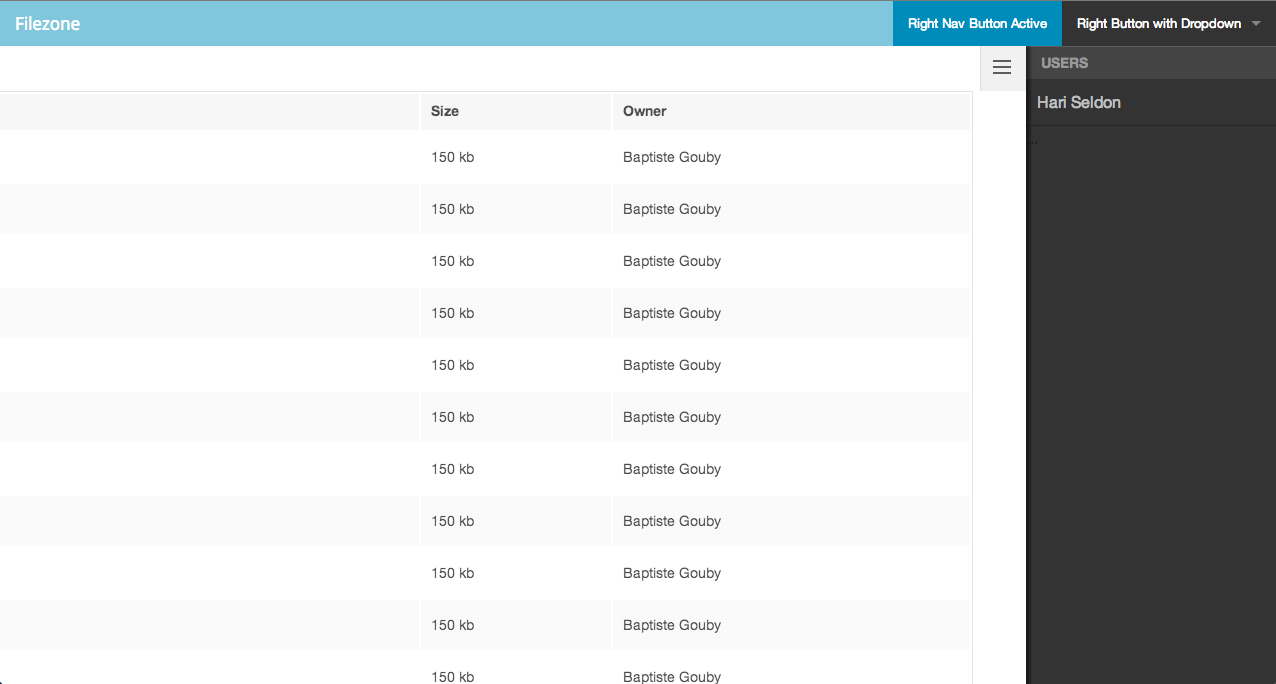 Filezone
Right Nav Button Active
Right Button with Dropdown
USERS
Hari Seldon
..
Size Owner
150 kb Baptiste Gouby
150 kb Baptiste Gouby
150 kb Baptiste Gouby
150 kb Baptiste Gouby
150 kb Baptiste Gouby
150 kb Baptiste Gouby
150 kb Baptiste Gouby
150 kb Baptiste Gouby
150 kb Baptiste Gouby
150 kb Baptiste Gouby
150 kb Baptiste Gouby